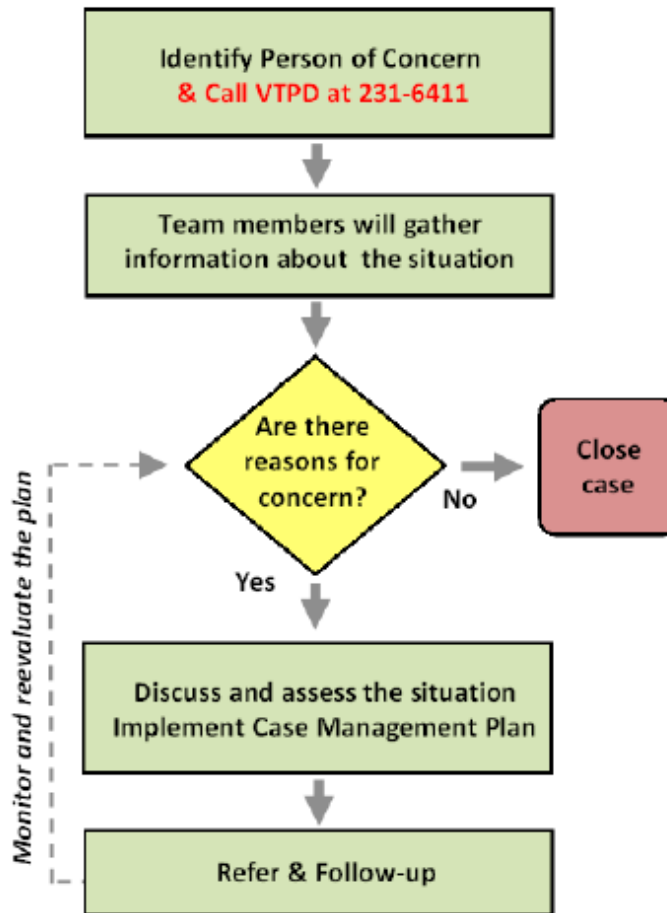 Identify Person of Concern
& Call VTPD at 231-6411
Team members will gather
information about the situation
Are there
reasons for
concern?
No
Close
case
Yes
Discuss and assess the situation
Implement Case Management Plan
Refer & Follow-up
Monitor and reevaluate the plan